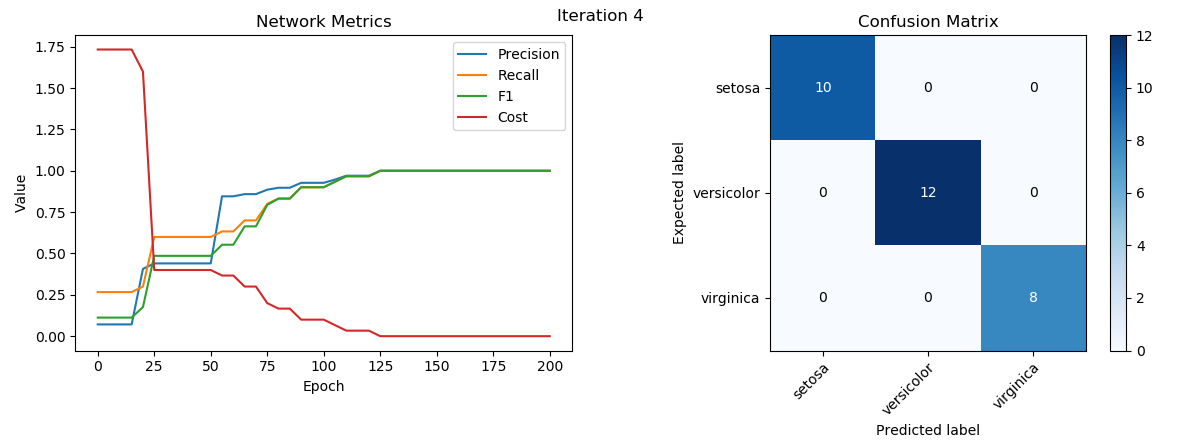 Iteration 4
Network Metrics
Value
1.75
1.50
1.25
1.00
0.75
0.50
0.25
0.00
Precision
Recall
F1
Cost
0 25 50 75 100 125 150 175 200
Epoch
Confusion Matrix
Expected label
setosa 10 0 0
versicolor 0 12 0
virginica 0 0 8
setosa versicolor virginica
Predicted label
12
10
8
6
4
2
0